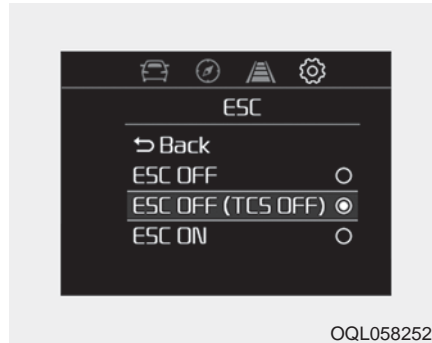 ESC
Back
ESC OFF
ESC OFF (TCS OFF)
ESC ON
OQL058252